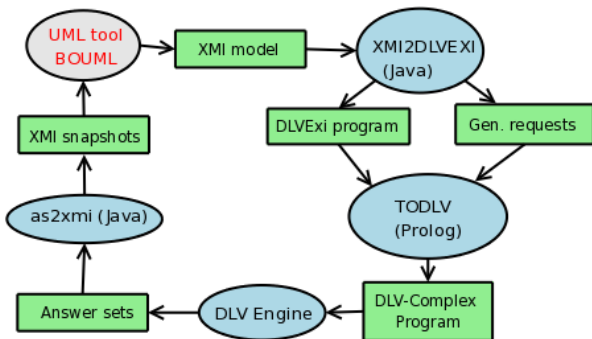 UML tool
BOUML
XMI model
XMI2DLVEXI
(Java)
DLVExi program
Gen. requests
XMI snapshots
as2xmi (Java)
TODLV
(Prolog)
Answer sets
DLV Engine
DLV-Complex
Program